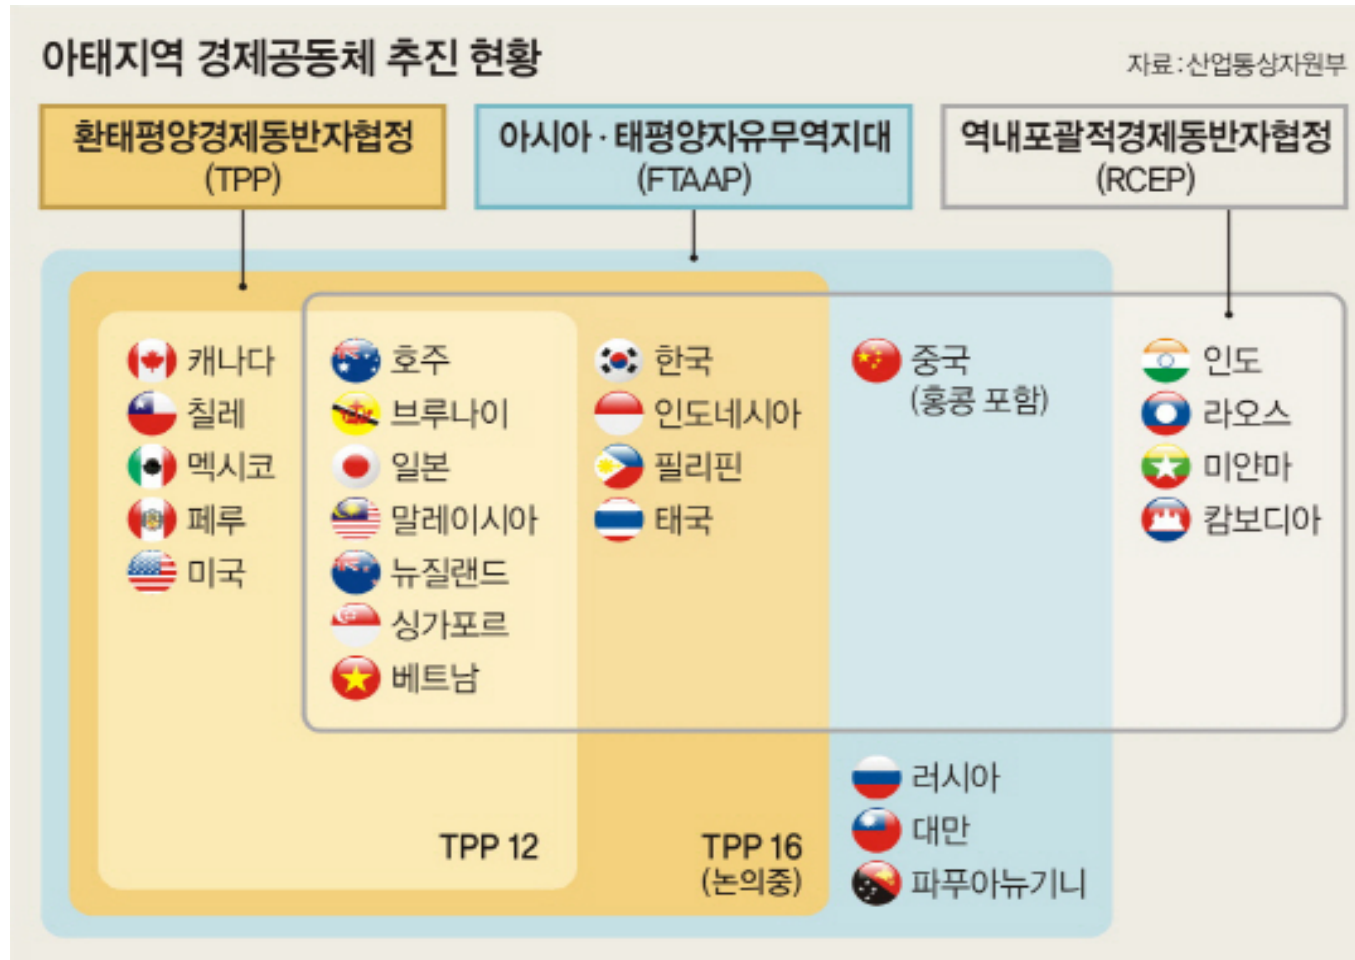 아태지역 경제공동체 추진 현황
자료:산업통상자원부
환태평양경제동반자협정
(TPP)
아시아·태평양자유무역지대
(FTAAP)
역내포괄적경제동반자협정
(RCEP)
캐나다
칠레
멕시코
페루
미국
호주
브루나이
일본
말레이시아
뉴질랜드
싱가포르
베트남
TPP 12
한국
인도네시아
필리핀
태국
TPP 16
(논의중)
중국
(홍콩 포함)
러시아
대만
파푸아뉴기니
인도
라오스
미얀마
캄보디아